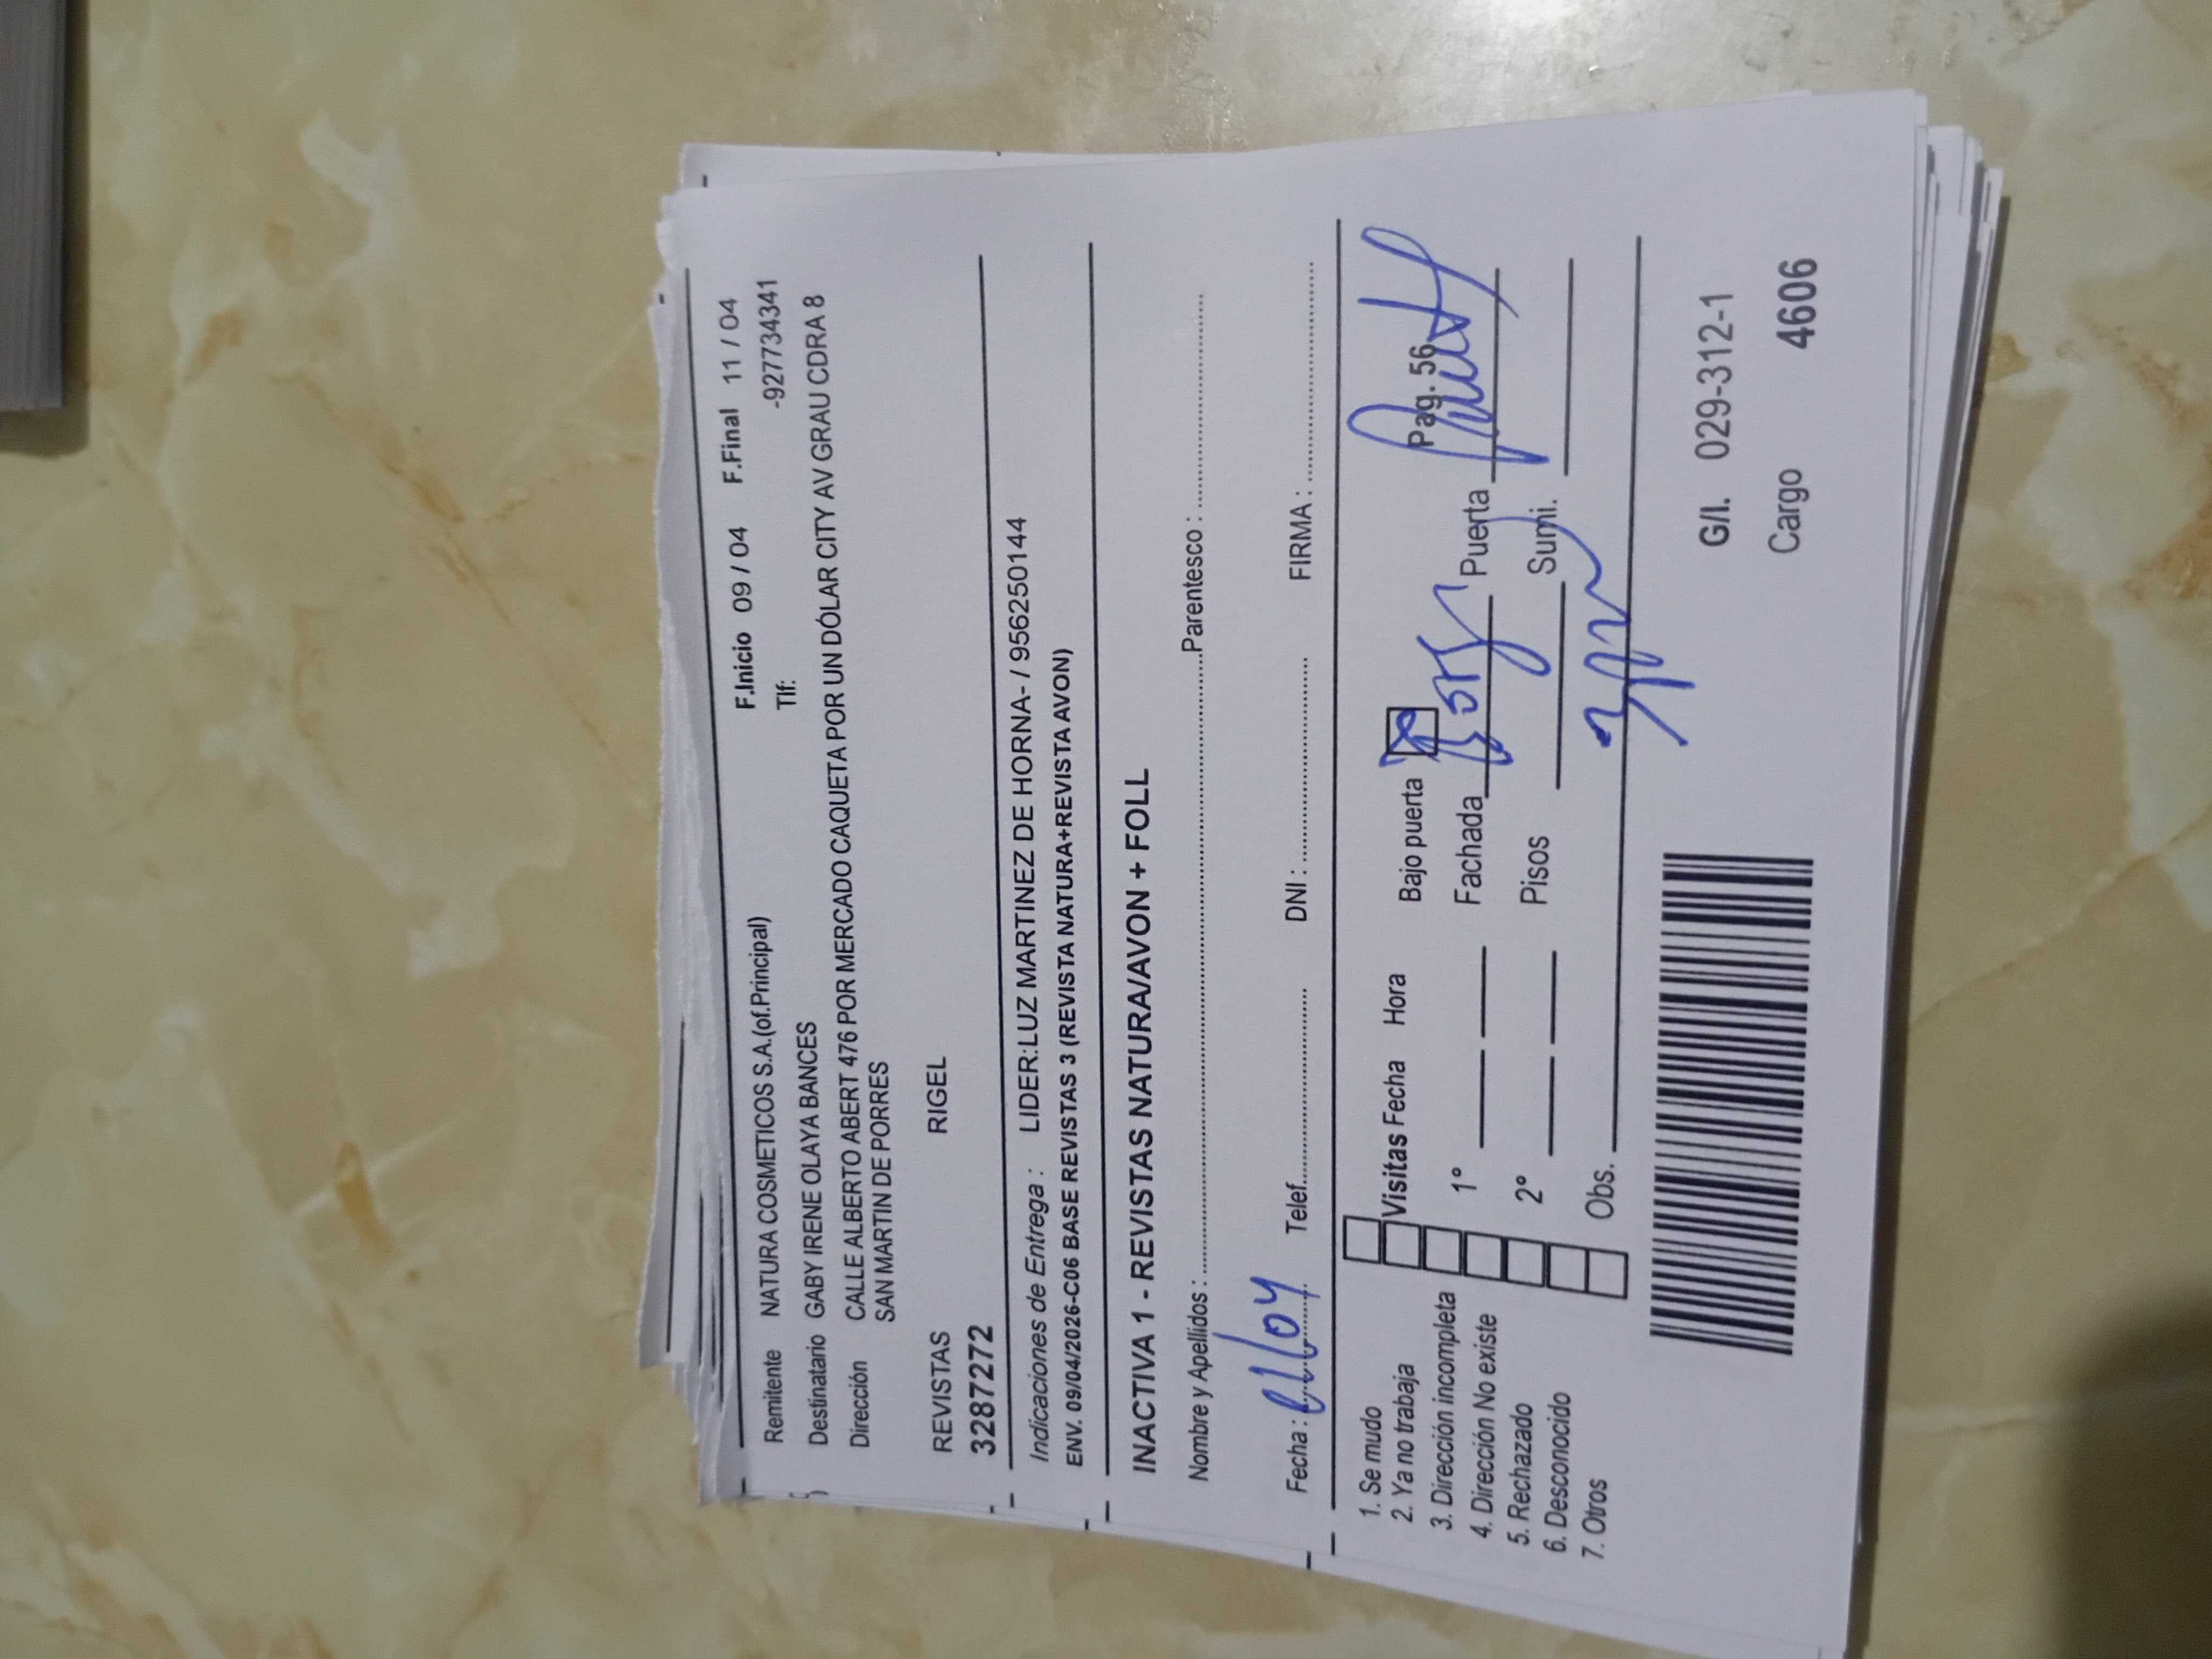 F.Inicio 09 / 04 F.Final 11 / 04
Remitente NATURA COSMETICOS S.A.(of.Principal) Tlf: -927734341
Destinatario GABY IRENE OLAYA BANCES
Dirección CALLE ALBERTO ABERT 476 POR MERCADO CAQUETA POR UN DÓLAR CITY AV GRAU CDRA 8
SAN MARTIN DE PORRES
REVISTAS RIGEL
3287272
Indicaciones de Entrega : LIDER:LUZ MARTINEZ DE HORNA- / 956250144
ENV. 09/04/2026-C06 BASE REVISTAS 3 (REVISTA NATURA+REVISTA AVON)
INACTIVA 1 - REVISTAS NATURA/AVON + FOLL
Nombre y Apellidos : Parentesco :
Fecha : Telef. DNI : FIRMA :
1. Se mudo
2. Ya no trabaja
3. Dirección incompleta
4. Dirección No existe
5. Rechazado
6. Desconocido
7. Otros
Visitas Fecha Hora Bajo puerta Pag. 56
1° Fachada Puerta
2° Pisos Sumi.
Obs.
G/I. 029-312-1
Cargo 4606